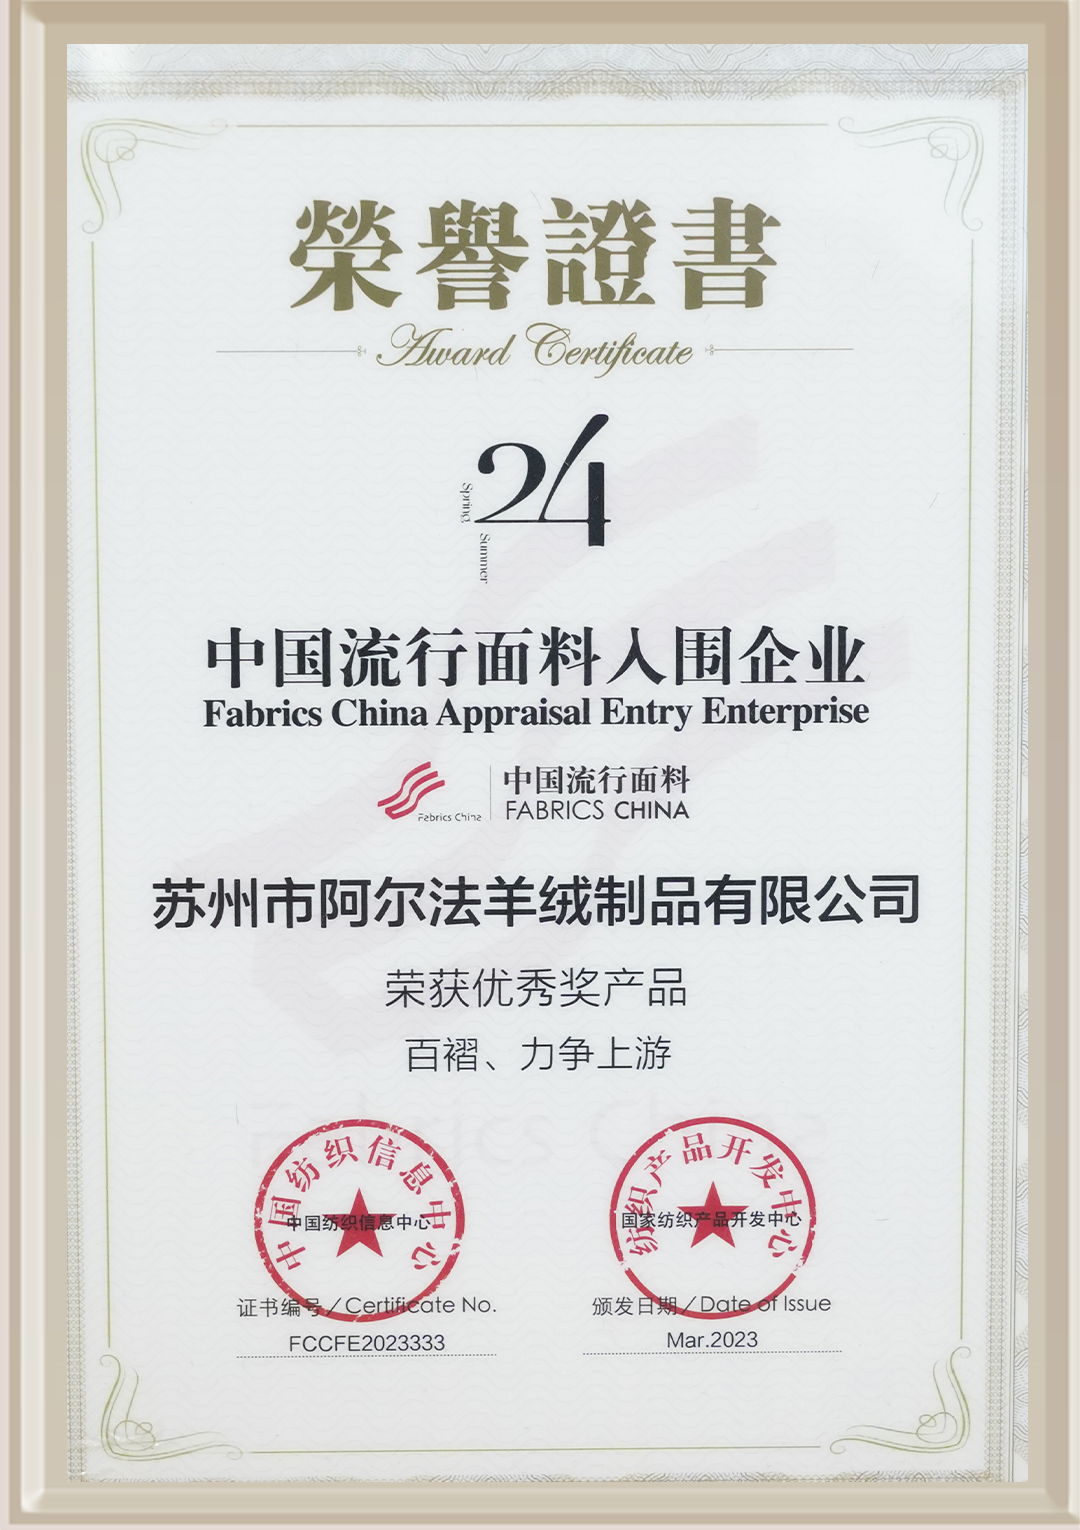 榮譽證書
Award Certificate
24
Spring
Summer
中国流行面料入围企业
Fabrics China Appraisal Entry Enterprise
Fabrics China
中国流行面料
FABRICS CHINA
苏州市阿尔法羊绒制品有限公司
荣获优秀奖产品
百褶、力争上游
中国纺织信息中心
中国纺织信息中心
纺织产品开发中心
国家纺织产品开发中心
证书编号/Certificate No.
FCCFE2023333
颁发日期/Date of Issue
Mar.2023